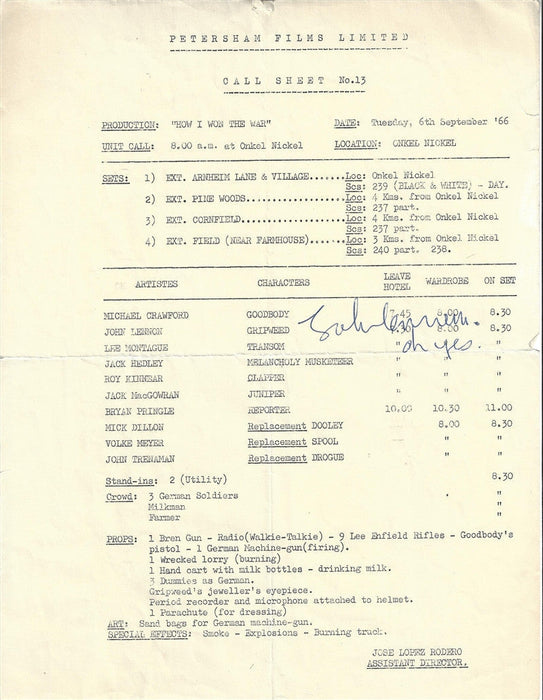 PETERSHAM FILMS LIMITED
CALL SHEET No.13
PRODUCTION: "HOW I WON THE WAR" DATE: Tuesday, 6th September '66
UNIT CALL: 8.00 a.m. at Onkel Nickel LOCATION: ONKEL NICKEL
SETS: 1) EXT. ARNHEIM LANE & VILLAGE.......Loc: Onkel Nickel
Scs: 239 (BLACK & WHITE) - DAY.
2) EXT. PINE WOODS.................Loc: 4 Kms. from Onkel Nickel
Scs: 237 part.
3) EXT. CORNFIELD..................Loc: 4 Kms. from Onkel Nickel
Scs: 237 part.
4) EXT. FIELD (NEAR FARMHOUSE)......Loc: 3 Kms. from Onkel Nickel
Scs: 240 part. 238.
ARTISTES CHARACTERS LEAVE HOTEL WARDROBE ON SET
MICHAEL CRAWFORD GOODBODY 7.45 8.00 8.30
JOHN LENNON GRIPWEED 7.30 8.00 8.30
John Lennon.
oh yes.
LEE MONTAGUE TRANSOM " "
JACK HEDLEY MELANCHOLY MUSKETEER " " "
ROY KINNEAR CLAPPER " " "
JACK MacGOWRAN JUNIPER " " "
BRYAN PRINGLE REPORTER 10.00 10.30 11.00
MICK DILLON Replacement DOOLEY 8.00 8.30
VOLKE MEYER Replacement SPOOL " "
JOHN TRENAMAN Replacement DROGUE " "
Stand-ins: 2 (Utility) 8.30
Crowd: 3 German Soldiers "
Milkman "
Farmer "
PROPS: 1 Bren Gun - Radio(Walkie-Talkie) - 9 Lee Enfield Rifles - Goodbody's
pistol - 1 German Machine-gun(firing).
1 Wrecked lorry (burning)
1 Hand cart with milk bottles - drinking milk.
3 Dummies as German.
Gripweed's jeweller's eyepiece.
Period recorder and microphone attached to helmet.
1 Parachute (for dressing)
ART: Sand bags for German machine-gun.
SPECIAL EFFECTS: Smoke - Explosions - Burning truck.
JOSE LOPEZ RODERO
ASSISTANT DIRECTOR.